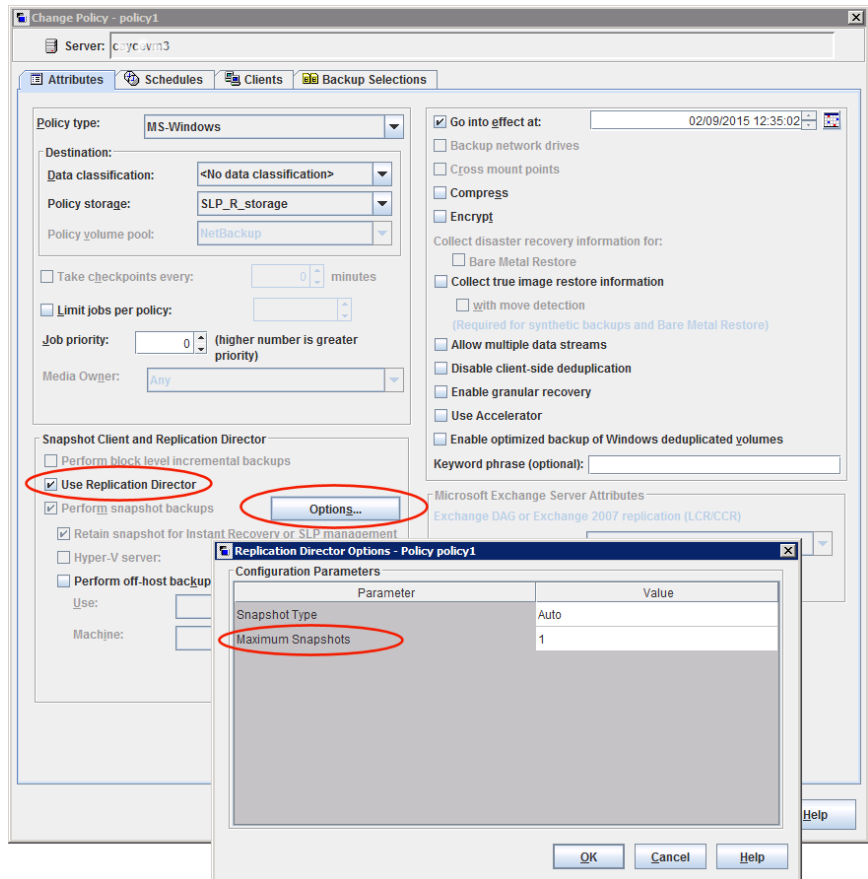 Change Policy - policy1
Server:
Attributes
Schedules
Clients
Backup Selections
Policy type: MS-Windows
Destination:
Data classification: <No data classification>
Policy storage: SLP_R_storage
Policy volume pool: NetBackup
Take checkpoints every: 0 minutes
Limit jobs per policy:
Job priority: 0 (higher number is greater
priority)
Media Owner: Any
Snapshot Client and Replication Director
Perform block level incremental backups
Use Replication Director
Perform snapshot backups Options...
Retain snapshot for Instant Recovery or SLP management
Hyper-V server:
Perform off-host backup
Use:
Machine:
Go into effect at: 02/09/2015 12:35:02
Backup network drives
Cross mount points
Compress
Encrypt
Collect disaster recovery information for:
Bare Metal Restore
Collect true image restore information
with move detection
(Required for synthetic backups and Bare Metal Restore)
Allow multiple data streams
Disable client-side deduplication
Enable granular recovery
Use Accelerator
Enable optimized backup of Windows deduplicated volumes
Keyword phrase (optional):
Microsoft Exchange Server Attributes
Exchange DAG or Exchange 2007 replication (LCR/CCR)
Replication Director Options - Policy policy1
Configuration Parameters
Parameter Value
Snapshot Type Auto
Maximum Snapshots 1
OK Cancel Help
Help